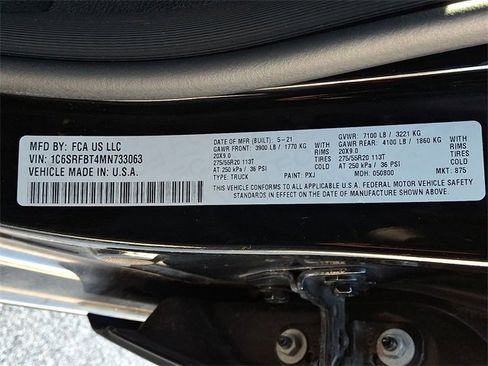 MFD BY: FCA US LLC
VIN: 1C6SRFBT4MN733063
VEHICLE MADE IN: U.S.A.
DATE OF MFR (BUILT): 5-21
GAWR FRONT: 3900 LB / 1770 KG WITH
20X9.0 RIMS
275/55R20 113T TIRES
AT 250 kPa / 36 PSI
TYPE: TRUCK PAINT: PXJ
GVWR: 7100 LB / 3221 KG
GAWR REAR: 4100 LB / 1860 KG WITH
20X9.0 RIMS
275/55R20 113T TIRES
AT 250 kPa / 36 PSI
MDH: 050800 MKT: 875
THIS VEHICLE CONFORMS TO ALL APPLICABLE U.S.A. FEDERAL MOTOR VEHICLE SAFETY
STANDARDS IN EFFECT ON THE DATE OF MANUFACTURE SHOWN ABOVE.